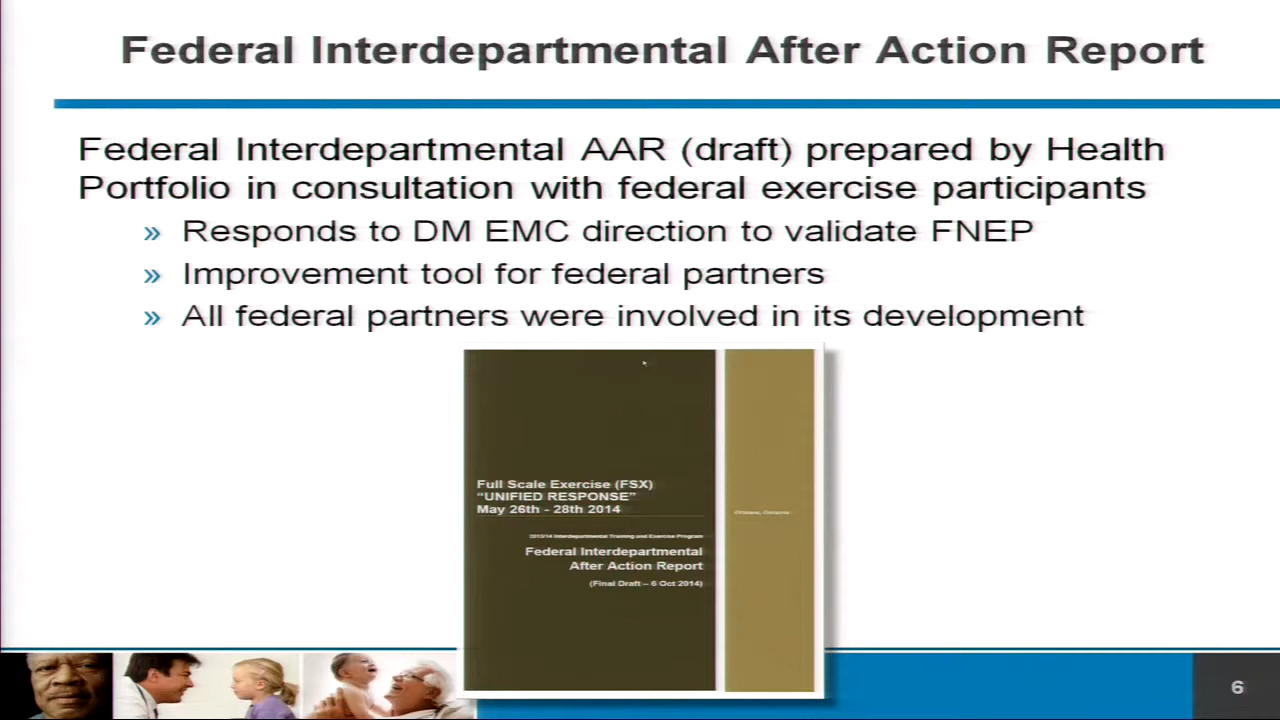 Federal Interdepartmental After Action Report
Federal Interdepartmental AAR (draft) prepared by Health
Portfolio in consultation with federal exercise participants
» Responds to DM EMC direction to validate FNEP
» Improvement tool for federal partners
» All federal partners were involved in its development
Full Scale Exercise (FSX)
"UNIFIED RESPONSE"
May 26th - 28th 2014
2013/14 Interdepartmental Training and Exercise Program
Federal Interdepartmental
After Action Report
(Final Draft – 6 Oct 2014)
Ottawa, Ontario
6